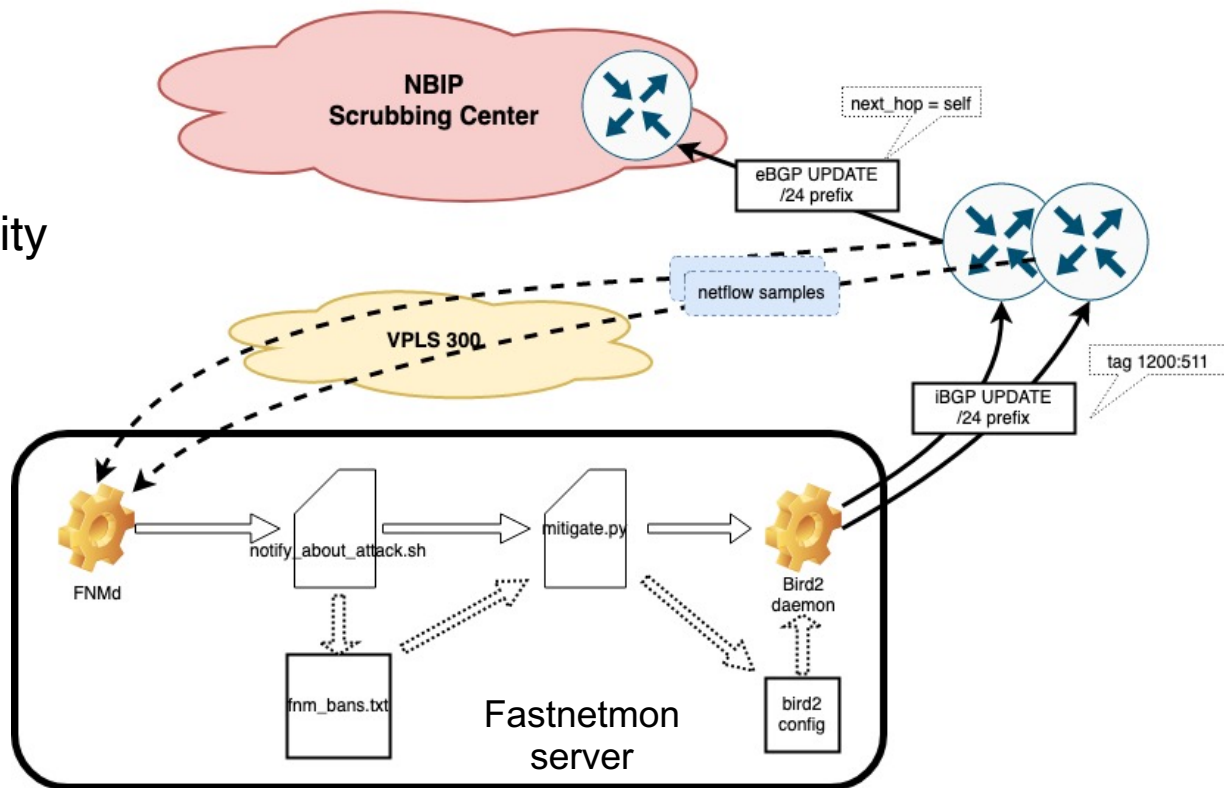 NBIP
Scrubbing Center
next_hop = self
eBGP UPDATE
/24 prefix
ity
netflow samples
VPLS 300
tag 1200:511
iBGP UPDATE
/24 prefix
notify_about_attack.sh
mitigate.py
FNMd
Bird2
daemon
fnm_bans.txt
bird2
config
Fastnetmon
server